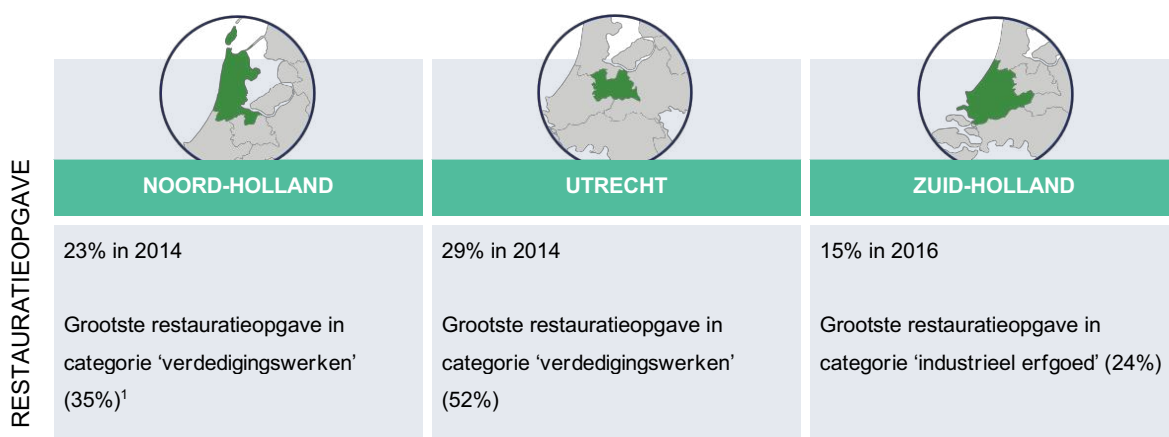 RESTAURATIEOPGAVE
NOORD-HOLLAND
23% in 2014
Grootste restauratieopgave in
categorie ‘verdedigingswerken’
(35%)¹
UTRECHT
29% in 2014
Grootste restauratieopgave in
categorie ‘verdedigingswerken’
(52%)
ZUID-HOLLAND
15% in 2016
Grootste restauratieopgave in
categorie ‘industrieel erfgoed’ (24%)